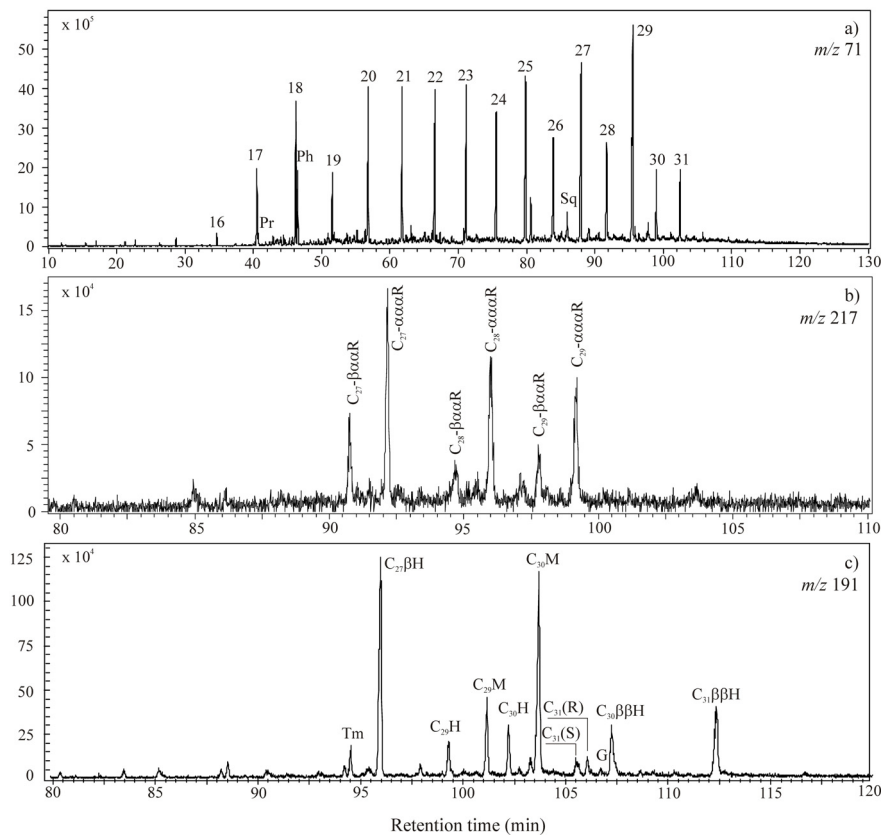 x 10⁵
a)
m/z 71
50
40
30
20
10
0
16
17
Pr
18
Ph
19
20
21
22
23
24
25
26
Sq
27
28
29
30
31
10 20 30 40 50 60 70 80 90 100 110 120 130
x 10⁴
b)
m/z 217
15
10
5
0
C₂₇-βααR
C₂₇-αααR
C₂₈-βααR
C₂₈-αααR
C₂₉-βααR
C₂₉-αααR
80 85 90 95 100 105 110
x 10⁴
c)
m/z 191
125
100
75
50
25
0
Tm
C₂₇βH
C₂₉H
C₂₉M
C₃₀H
C₃₀M
C₃₁(R)
C₃₁(S)
G
C₃₀ββH
C₃₁ββH
80 85 90 95 100 105 110 115 120
Retention time (min)